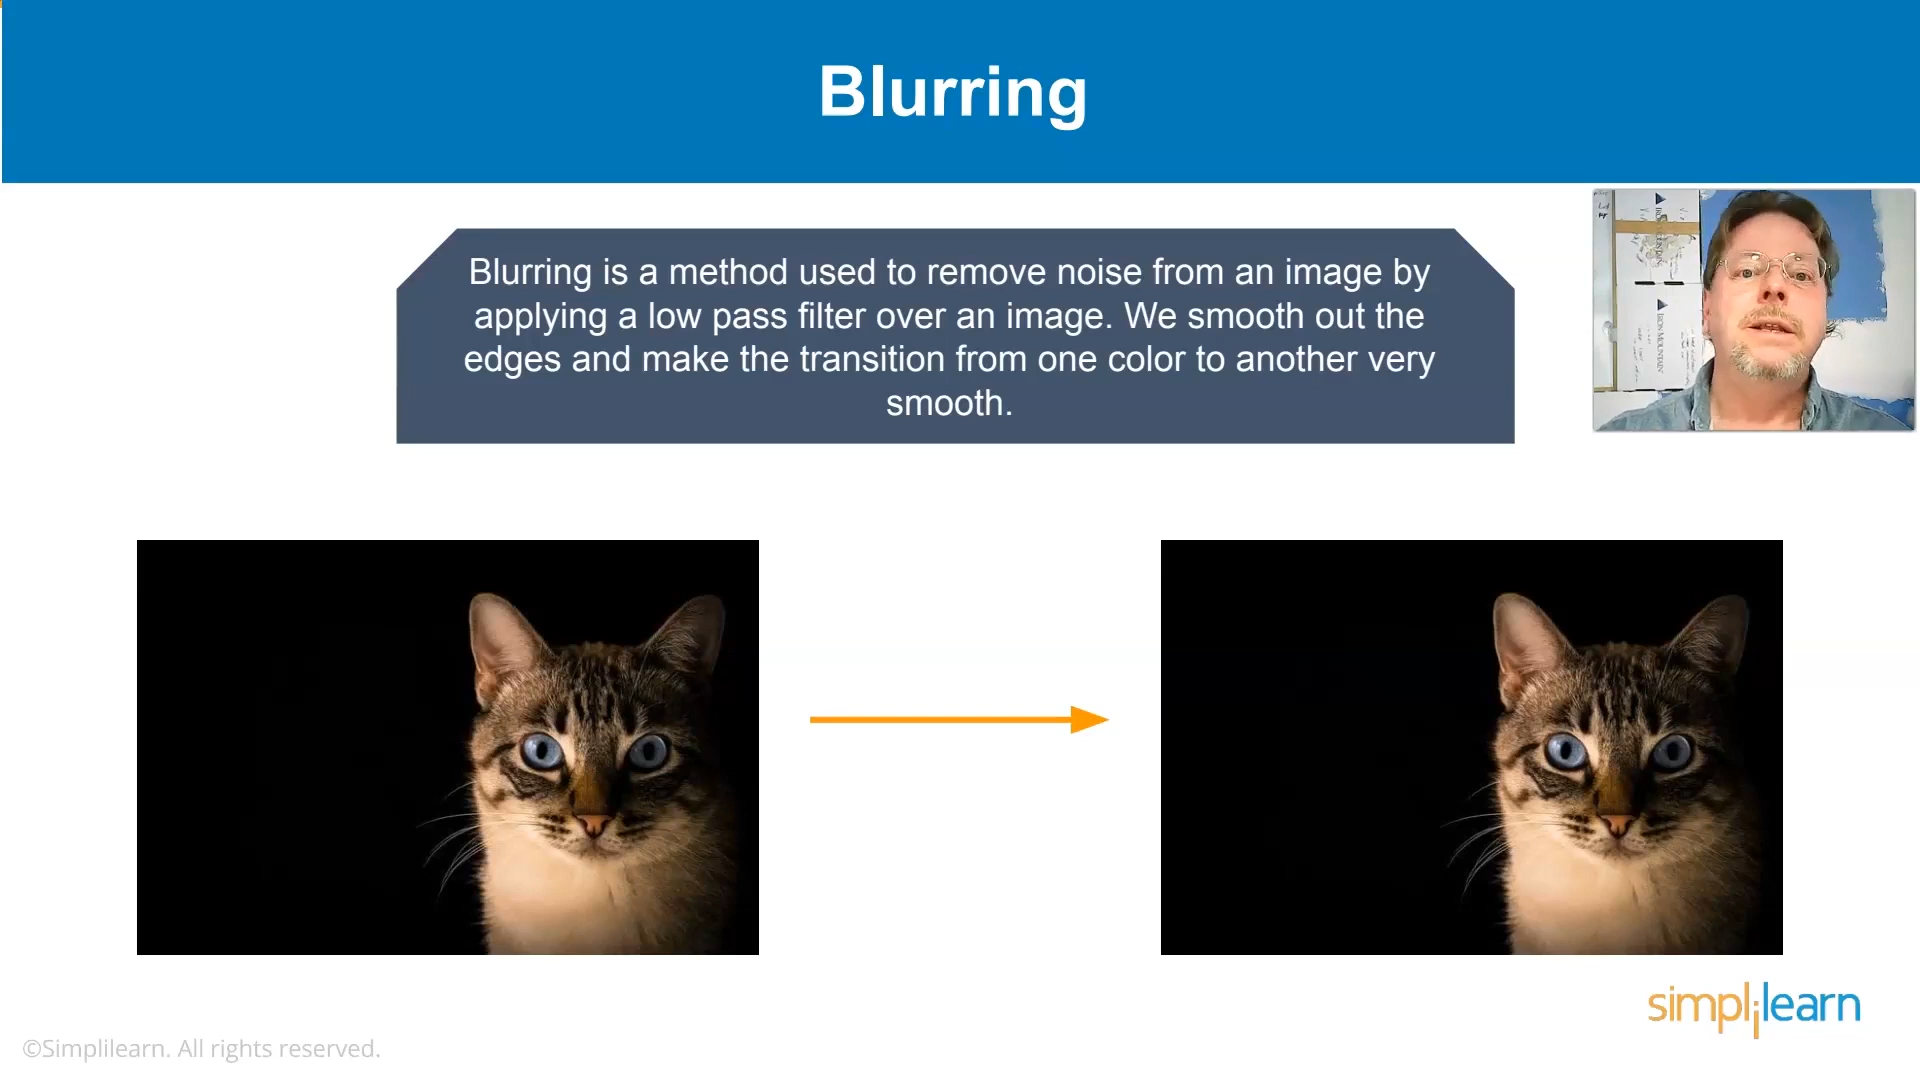 Blurring
Blurring is a method used to remove noise from an image by
applying a low pass filter over an image. We smooth out the
edges and make the transition from one color to another very
smooth.
IRON MOUNTAIN
simplilearn
©Simplilearn. All rights reserved.